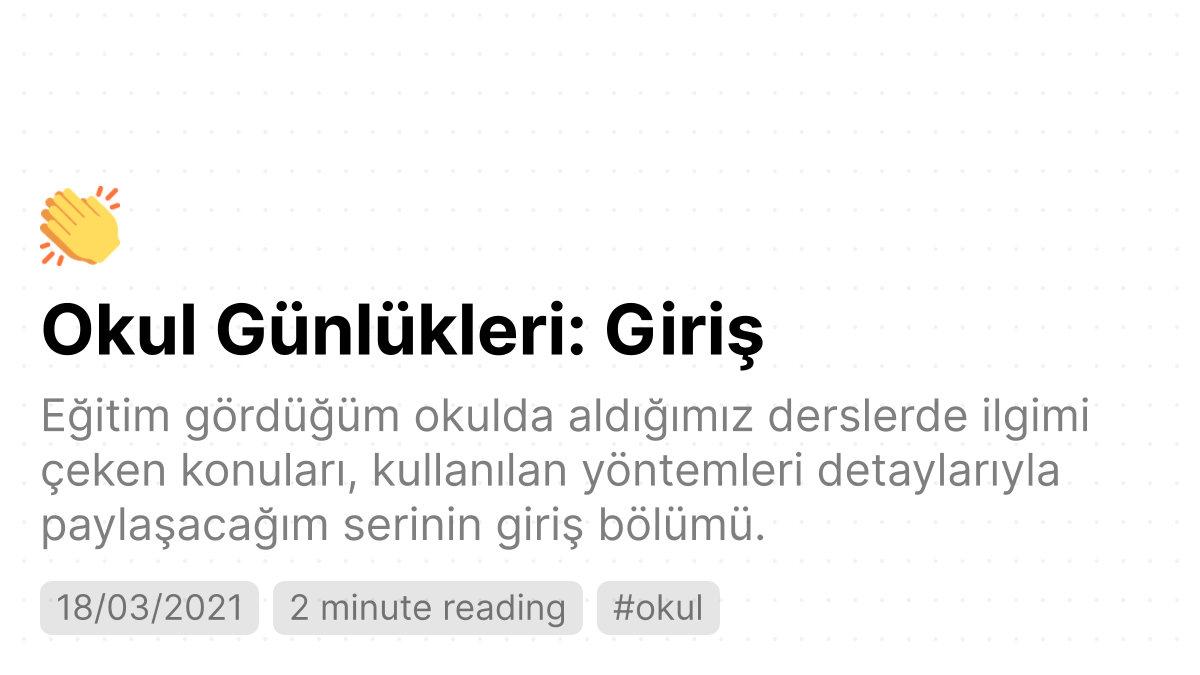 Okul Günlükleri: Giriş
Eğitim gördüğüm okulda aldığımız derslerde ilgimi
çeken konuları, kullanılan yöntemleri detaylarıyla
paylaşacağım serinin giriş bölümü.
18/03/2021 2 minute reading #okul